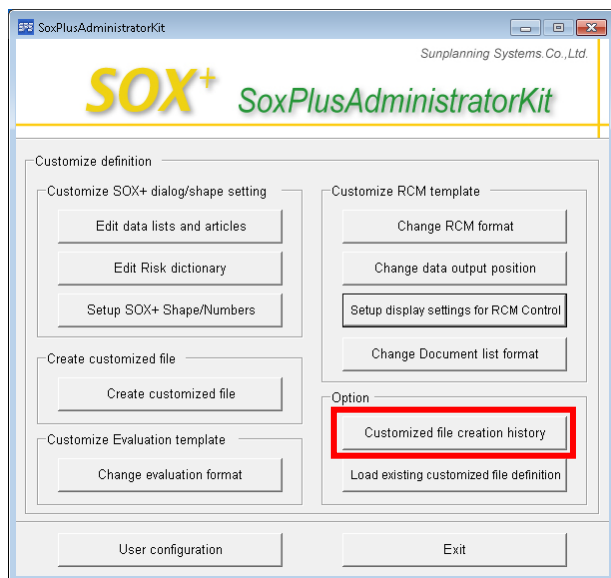 SoxPlusAdministratorKit
Sunplanning Systems.Co.,Ltd.
SOX+ SoxPlusAdministratorKit
Customize definition
Customize SOX+ dialog/shape setting
Edit data lists and articles
Edit Risk dictionary
Setup SOX+ Shape/Numbers
Create customized file
Create customized file
Customize Evaluation template
Change evaluation format
Customize RCM template
Change RCM format
Change data output position
Setup display settings for RCM Control
Change Document list format
Option
Customized file creation history
Load existing customized file definition
User configuration
Exit